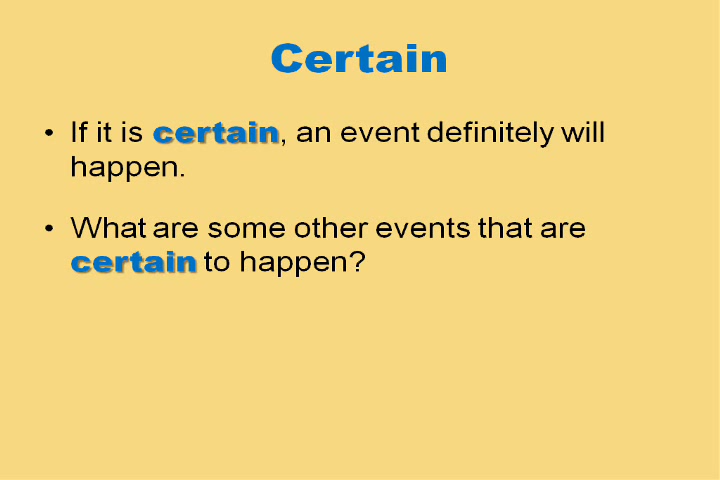 Certain
• If it is certain, an event definitely will
happen.
• What are some other events that are
certain to happen?